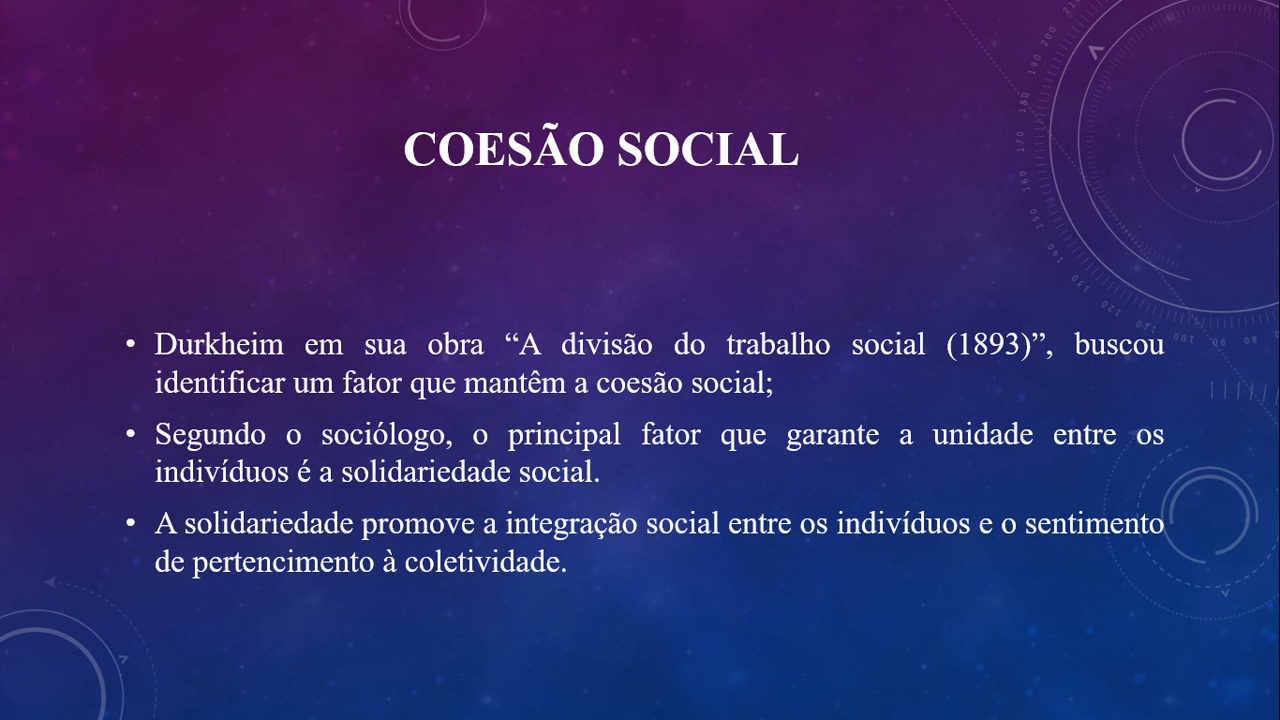 COESÃO SOCIAL
• Durkheim em sua obra “A divisão do trabalho social (1893)”, buscou
identificar um fator que mantêm a coesão social;
• Segundo o sociólogo, o principal fator que garante a unidade entre os
indivíduos é a solidariedade social.
• A solidariedade promove a integração social entre os indivíduos e o sentimento
de pertencimento à coletividade.